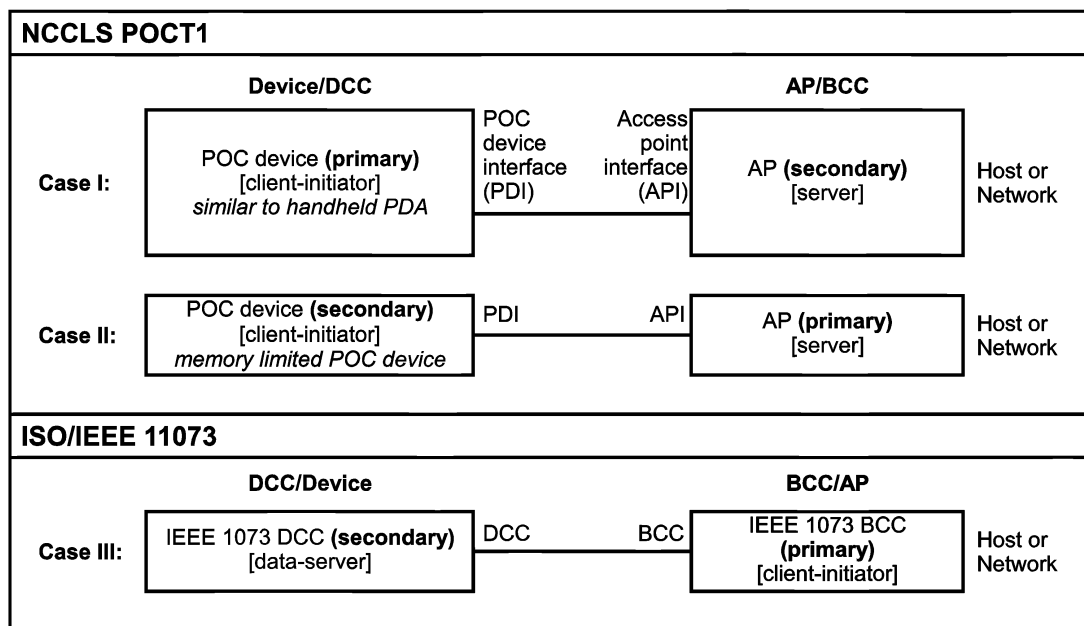 NCCLS POCT1
Device/DCC
AP/BCC
Case I:
POC device (primary)
[client-initiator]
similar to handheld PDA
POC
device
interface
(PDI)
Access
point
interface
(API)
AP (secondary)
[server]
Host or
Network
Case II:
POC device (secondary)
[client-initiator]
memory limited POC device
PDI
API
AP (primary)
[server]
Host or
Network
ISO/IEEE 11073
DCC/Device
BCC/AP
Case III:
IEEE 1073 DCC (secondary)
[data-server]
DCC
BCC
IEEE 1073 BCC
(primary)
[client-initiator]
Host or
Network